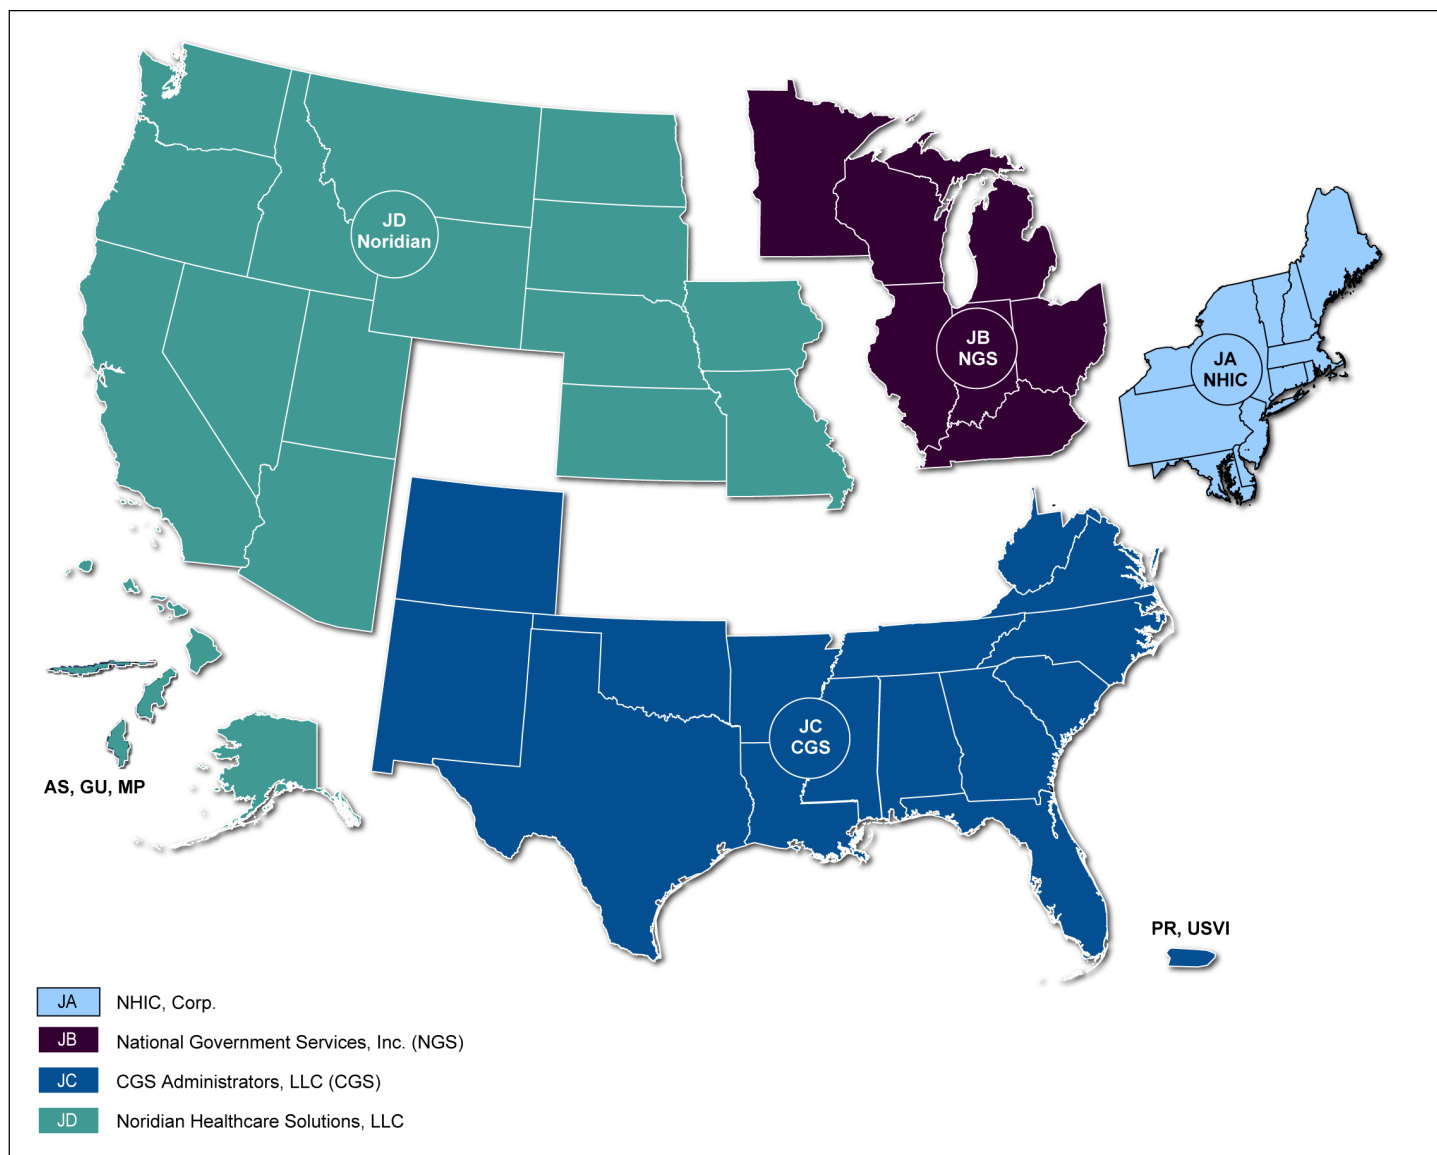 JD
Noridian
JB
NGS
JA
NHIC
JC
CGS
AS, GU, MP
PR, USVI
JA NHIC, Corp.
JB National Government Services, Inc. (NGS)
JC CGS Administrators, LLC (CGS)
JD Noridian Healthcare Solutions, LLC